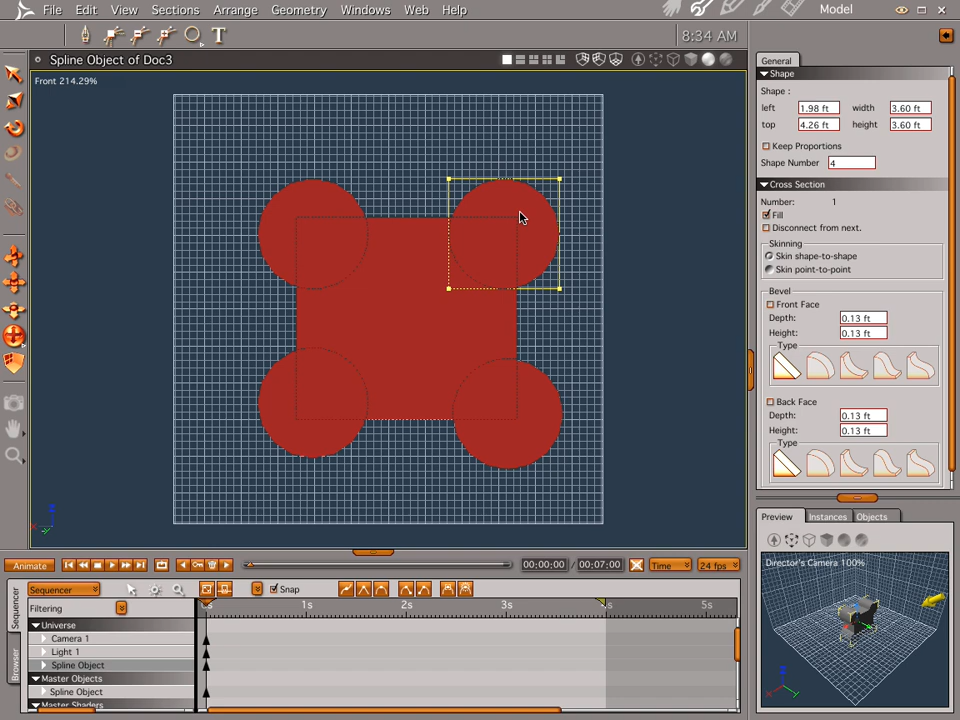 File Edit View Sections Arrange Geometry Windows Web Help
Model
T
8:34 AM
Spline Object of Doc3
Front 214.29%
General
Shape
Shape :
left 1.98 ft width 3.60 ft
top 4.26 ft height 3.60 ft
Keep Proportions
Shape Number 4
Cross Section
Number: 1
Fill
Disconnect from next.
Skinning
Skin shape-to-shape
Skin point-to-point
Bevel
Front Face
Depth: 0.13 ft
Height: 0.13 ft
Type
Back Face
Depth: 0.13 ft
Height: 0.13 ft
Type
Preview Instances Objects
Director's Camera 100%
Animate
00:00:00 / 00:07:00
Time
24 fps
Sequencer
Browser
Sequencer
Snap
Filtering
1s 2s 3s 5s
Universe
Camera 1
Light 1
Spline Object
Master Objects
Spline Object
Master Shaders